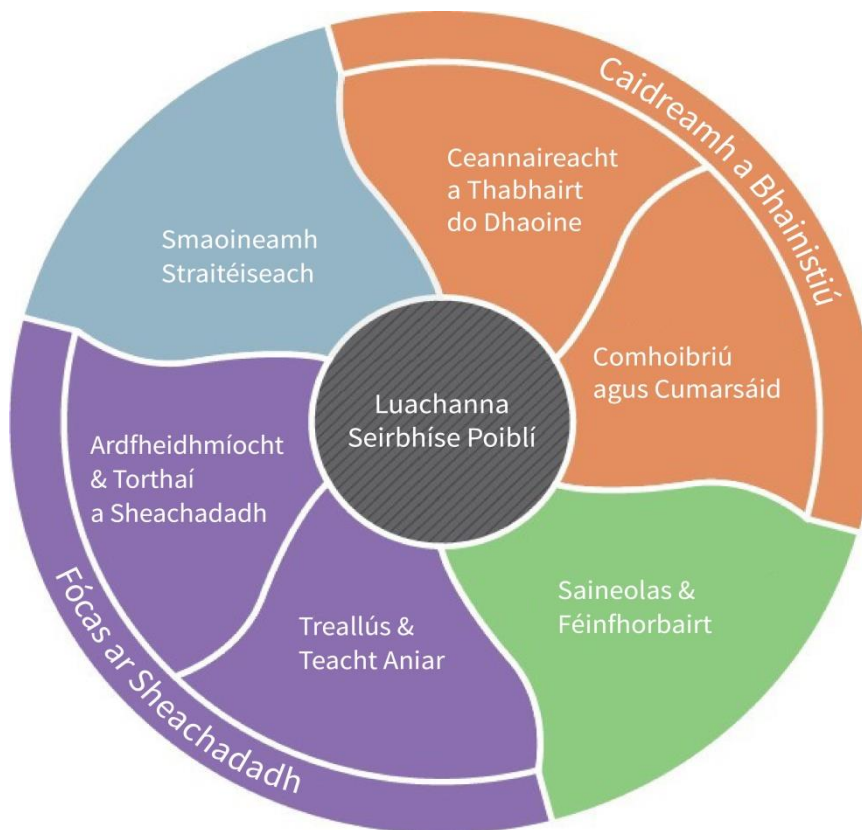 Caidreamh a Bhainistiú
Ceannaireacht
a Thabhairt
do Dhaoine
Smaoineamh
Straitéiseach
Comhoibriú
agus Cumarsáid
Luachanna
Seirbhíse Poiblí
Ardfheidhmíocht
& Torthaí
a Sheachadadh
Saineolas &
Féinfhorbairt
Treallús &
Teacht Aniar
Fócas ar Sheachadadh